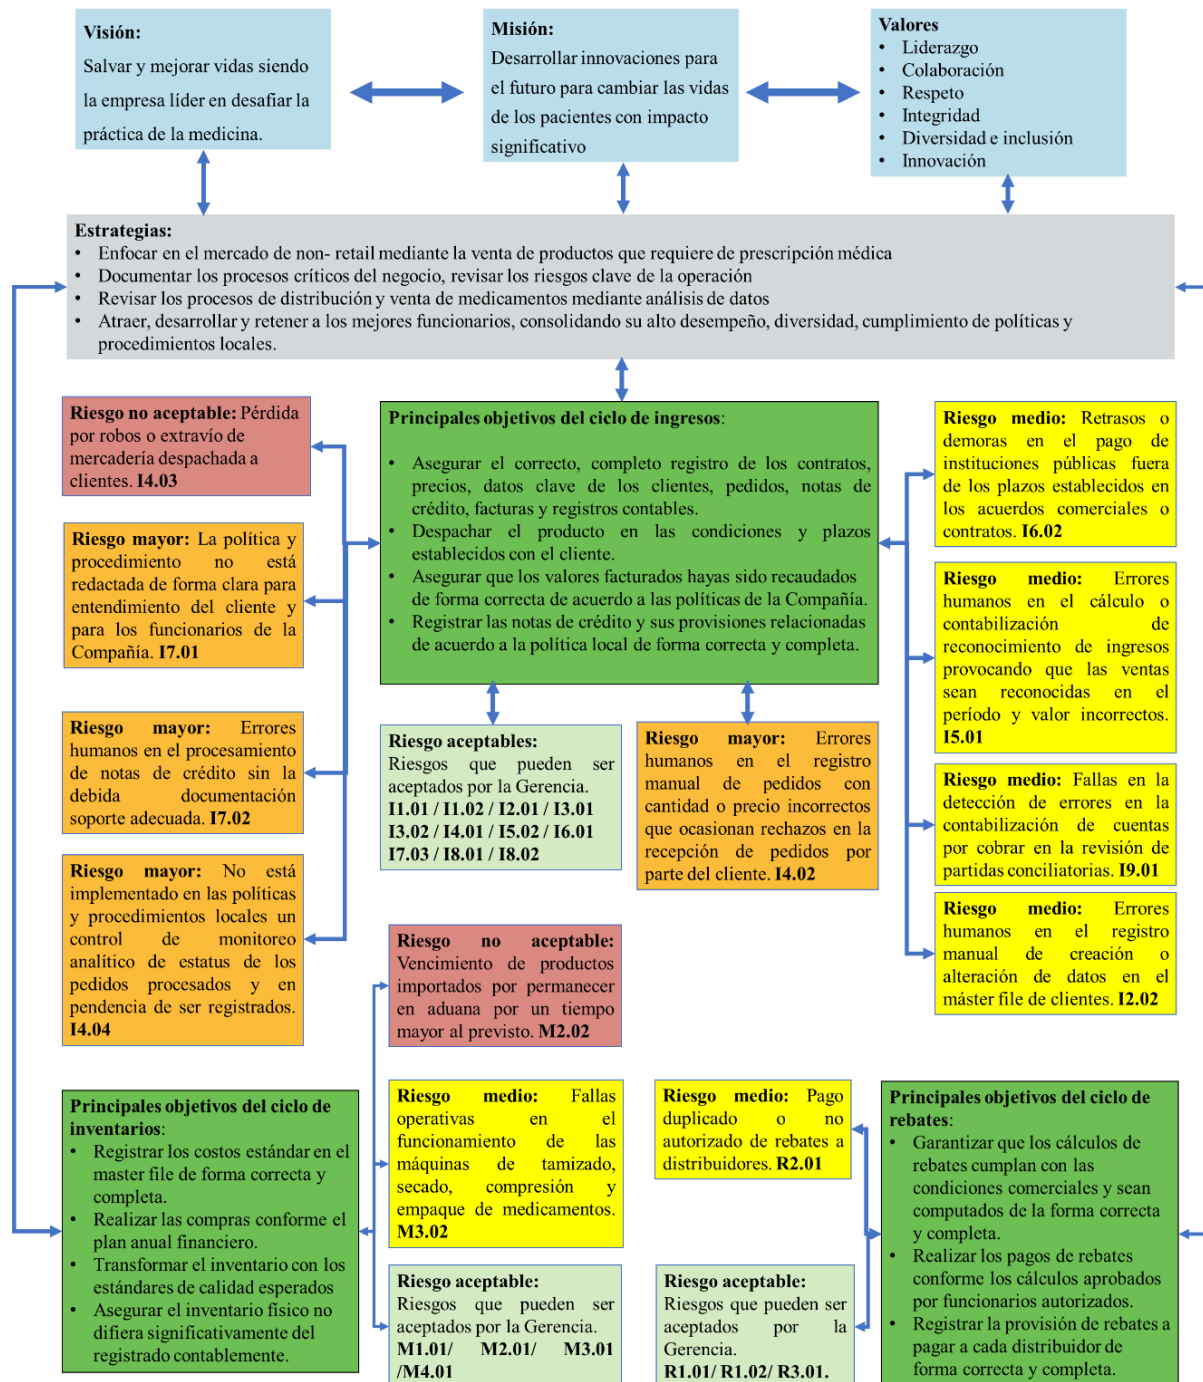 Visión:
Salvar y mejorar vidas siendo
la empresa líder en desafiar la
práctica de la medicina.
Misión:
Desarrollar innovaciones para
el futuro para cambiar las vidas
de los pacientes con impacto
significativo
Valores
• Liderazgo
• Colaboración
• Respeto
• Integridad
• Diversidad e inclusión
• Innovación
Estrategias:
• Enfocar en el mercado de non- retail mediante la venta de productos que requiere de prescripción médica
• Documentar los procesos críticos del negocio, revisar los riesgos clave de la operación
• Revisar los procesos de distribución y venta de medicamentos mediante análisis de datos
• Atraer, desarrollar y retener a los mejores funcionarios, consolidando su alto desempeño, diversidad, cumplimiento de políticas y
procedimientos locales.
Riesgo no aceptable: Pérdida
por robos o extravío de
mercadería despachada a
clientes. I4.03
Riesgo mayor: La política y
procedimiento no está
redactada de forma clara para
entendimiento del cliente y
para los funcionarios de la
Compañía. I7.01
Riesgo mayor: Errores
humanos en el procesamiento
de notas de crédito sin la
debida documentación
soporte adecuada. I7.02
Riesgo mayor: No está
implementado en las políticas
y procedimientos locales un
control de monitoreo
analítico de estatus de los
pedidos procesados y en
pendencia de ser registrados.
I4.04
Principales objetivos del ciclo de ingresos:
• Asegurar el correcto, completo registro de los contratos,
precios, datos clave de los clientes, pedidos, notas de
crédito, facturas y registros contables.
• Despachar el producto en las condiciones y plazos
establecidos con el cliente.
• Asegurar que los valores facturados hayas sido recaudados
de forma correcta de acuerdo a las políticas de la Compañía.
• Registrar las notas de crédito y sus provisiones relacionadas
de acuerdo a la política local de forma correcta y completa.
Riesgo aceptables:
Riesgos que pueden ser
aceptados por la Gerencia.
I1.01 / I1.02 / I2.01 / I3.01
I3.02 / I4.01 / I5.02 / I6.01
I7.03 / I8.01 / I8.02
Riesgo mayor: Errores
humanos en el registro
manual de pedidos con
cantidad o precio incorrectos
que ocasionan rechazos en la
recepción de pedidos por
parte del cliente. I4.02
Riesgo medio: Retrasos o
demoras en el pago de
instituciones públicas fuera
de los plazos establecidos en
los acuerdos comerciales o
contratos. I6.02
Riesgo medio: Errores
humanos en el cálculo o
contabilización de
reconocimiento de ingresos
provocando que las ventas
sean reconocidas en el
período y valor incorrectos.
I5.01
Riesgo medio: Fallas en la
detección de errores en la
contabilización de cuentas
por cobrar en la revisión de
partidas conciliatorias. I9.01
Riesgo medio: Errores
humanos en el registro
manual de creación o
alteración de datos en el
máster file de clientes. I2.02
Riesgo no aceptable:
Vencimiento de productos
importados por permanecer
en aduana por un tiempo
mayor al previsto. M2.02
Principales objetivos del ciclo de
inventarios:
• Registrar los costos estándar en el
master file de forma correcta y
completa.
• Realizar las compras conforme el
plan anual financiero.
• Transformar el inventario con los
estándares de calidad esperados
• Asegurar el inventario físico no
difiera significativamente del
registrado contablemente.
Riesgo medio: Fallas
operativas en el
funcionamiento de las
máquinas de tamizado,
secado, compresión y
empaque de medicamentos.
M3.02
Riesgo aceptable:
Riesgos que pueden ser
aceptados por la Gerencia.
M1.01/ M2.01/ M3.01
/M4.01
Riesgo medio: Pago
duplicado o no
autorizado de rebates a
distribuidores. R2.01
Riesgo aceptable:
Riesgos que pueden ser
aceptados por la
Gerencia.
R1.01/ R1.02/ R3.01.
Principales objetivos del ciclo de
rebates:
• Garantizar que los cálculos de
rebates cumplan con las
condiciones comerciales y sean
computados de la forma correcta
y completa.
• Realizar los pagos de rebates
conforme los cálculos aprobados
por funcionarios autorizados.
• Registrar la provisión de rebates a
pagar a cada distribuidor de
forma correcta y completa.